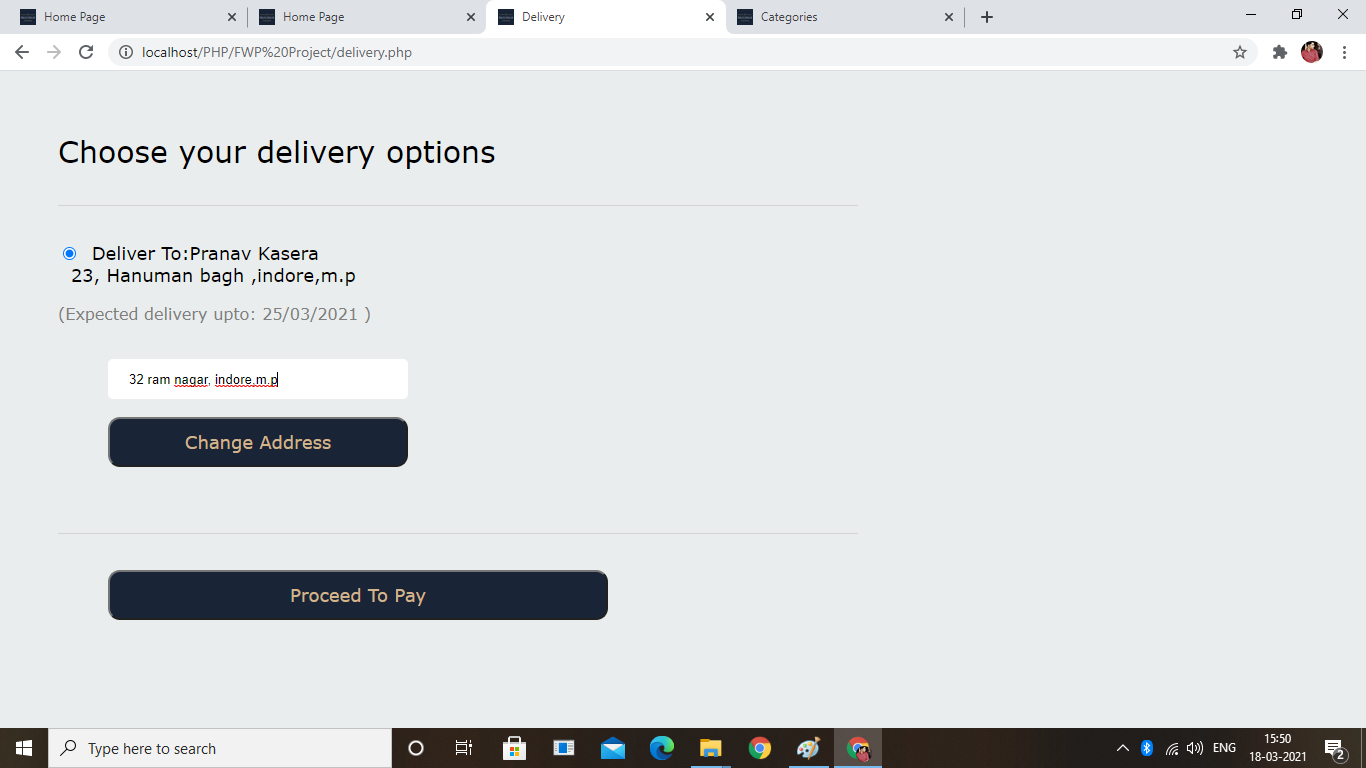 Home Page
Home Page
Delivery
Categories
localhost/PHP/FWP%20Project/delivery.php
Choose your delivery options
Deliver To:Pranav Kasera
23, Hanuman bagh ,indore,m.p
(Expected delivery upto: 25/03/2021 )
32 ram nagar, indore,m.p
Change Address
Proceed To Pay
Type here to search
ENG
15:50
18-03-2021
2